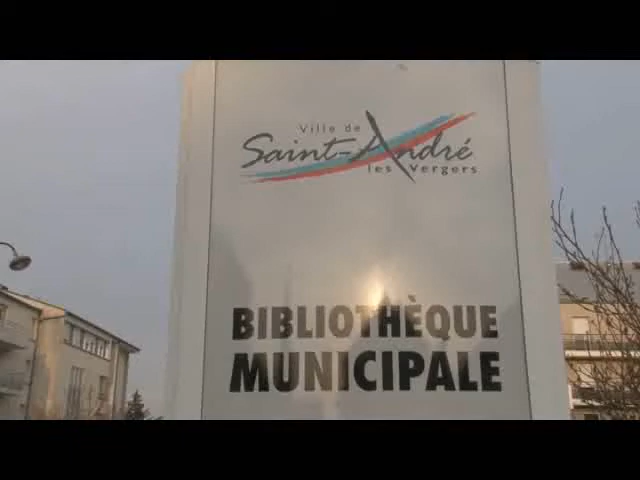 Ville de
Saint-André
les Vergers
BIBLIOTHÈQUE
MUNICIPALE